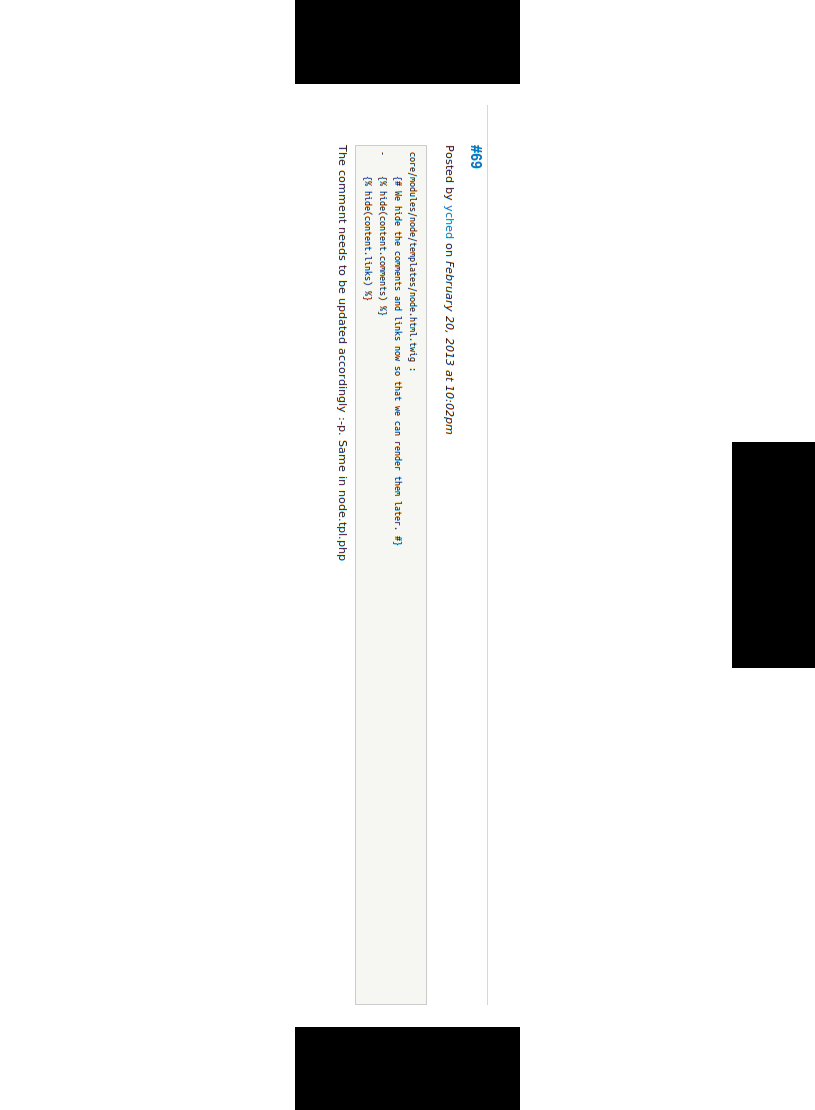 #69
Posted by yched on February 20, 2013 at 10:02pm
core/modules/node/templates/node.html.twig :
   {# We hide the comments and links now so that we can render them later. #}
-  {% hide(content.comments) %}
   {% hide(content.links) %}
The comment needs to be updated accordingly :-p. Same in node.tpl.php